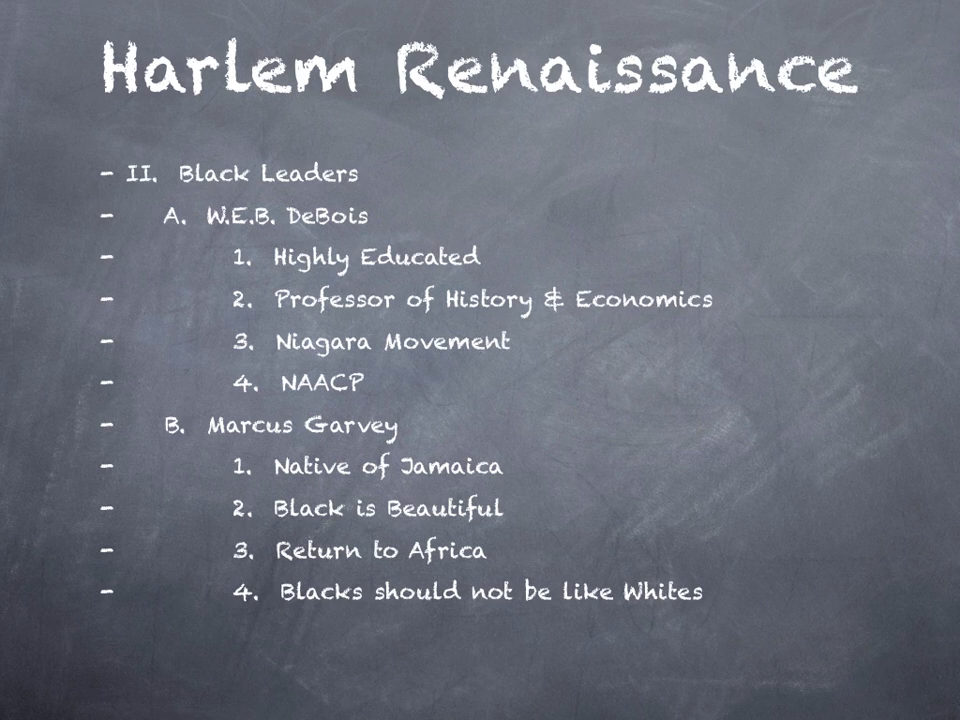 Harlem Renaissance
- II. Black Leaders
- A. W.E.B. DeBois
- 1. Highly Educated
- 2. Professor of History & Economics
- 3. Niagara Movement
- 4. NAACP
- B. Marcus Garvey
- 1. Native of Jamaica
- 2. Black is Beautiful
- 3. Return to Africa
- 4. Blacks should not be like Whites